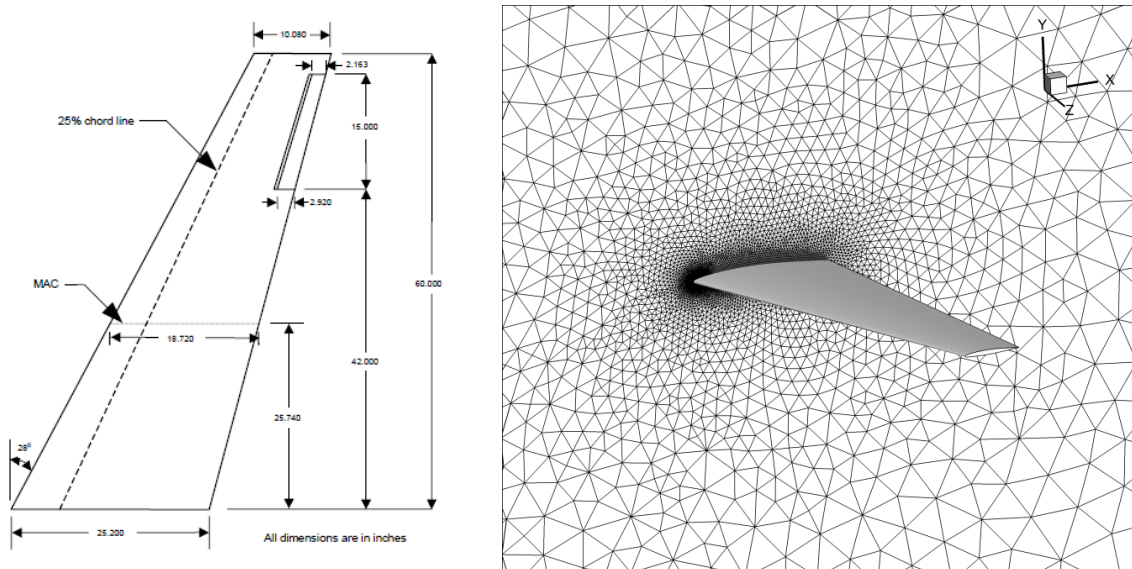 10.080
2.163
25% chord line
15.000
2.920
MAC
60.000
18.720
42.000
25.740
28⁰
25.200
All dimensions are in inches
Y
X
Z